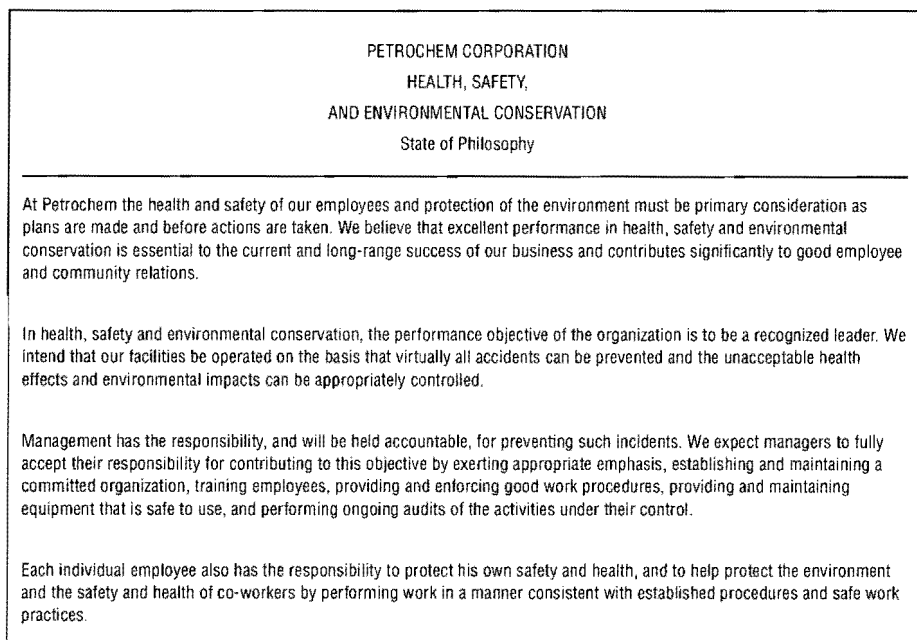 PETROCHEM CORPORATION
HEALTH, SAFETY,
AND ENVIRONMENTAL CONSERVATION
State of Philosophy
At Petrochem the health and safety of our employees and protection of the environment must be primary consideration as
plans are made and before actions are taken. We believe that excellent performance in health, safety and environmental
conservation is essential to the current and long-range success of our business and contributes significantly to good employee
and community relations.
In health, safety and environmental conservation, the performance objective of the organization is to be a recognized leader. We
intend that our facilities be operated on the basis that virtually all accidents can be prevented and the unacceptable health
effects and environmental impacts can be appropriately controlled.
Management has the responsibility, and will be held accountable, for preventing such incidents. We expect managers to fully
accept their responsibility for contributing to this objective by exerting appropriate emphasis, establishing and maintaining a
committed organization, training employees, providing and enforcing good work procedures, providing and maintaining
equipment that is safe to use, and performing ongoing audits of the activities under their control.
Each individual employee also has the responsibility to protect his own safety and health, and to help protect the environment
and the safety and health of co-workers by performing work in a manner consistent with established procedures and safe work
practices.